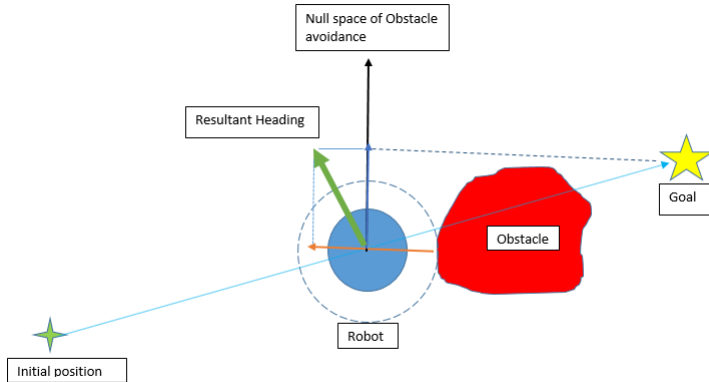 Null space of Obstacle
avoidance
Resultant Heading
Goal
Obstacle
Robot
Initial position